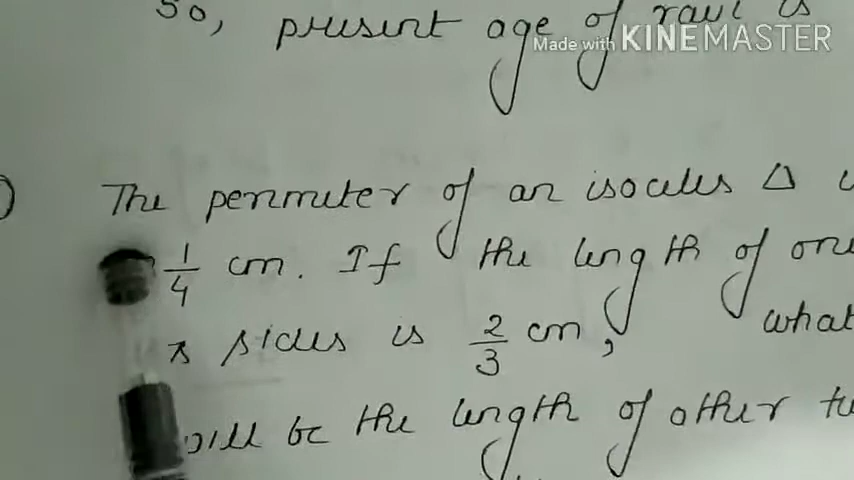 So, present age of ravi is
Made with KINEMASTER
) The perimuter of an isoceles Δ
1/4 cm. If the length of one
sides is 2/3 cm, what
will be the length of other